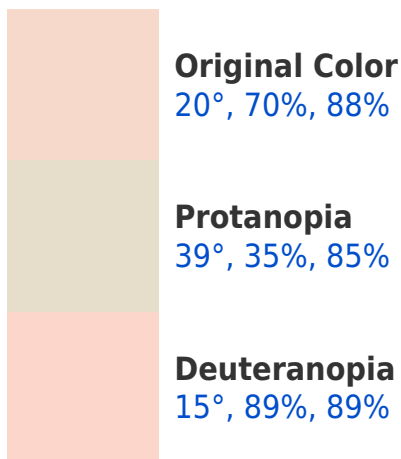 Original Color
20°, 70%, 88%
Protanopia
39°, 35%, 85%
Deuteranopia
15°, 89%, 89%